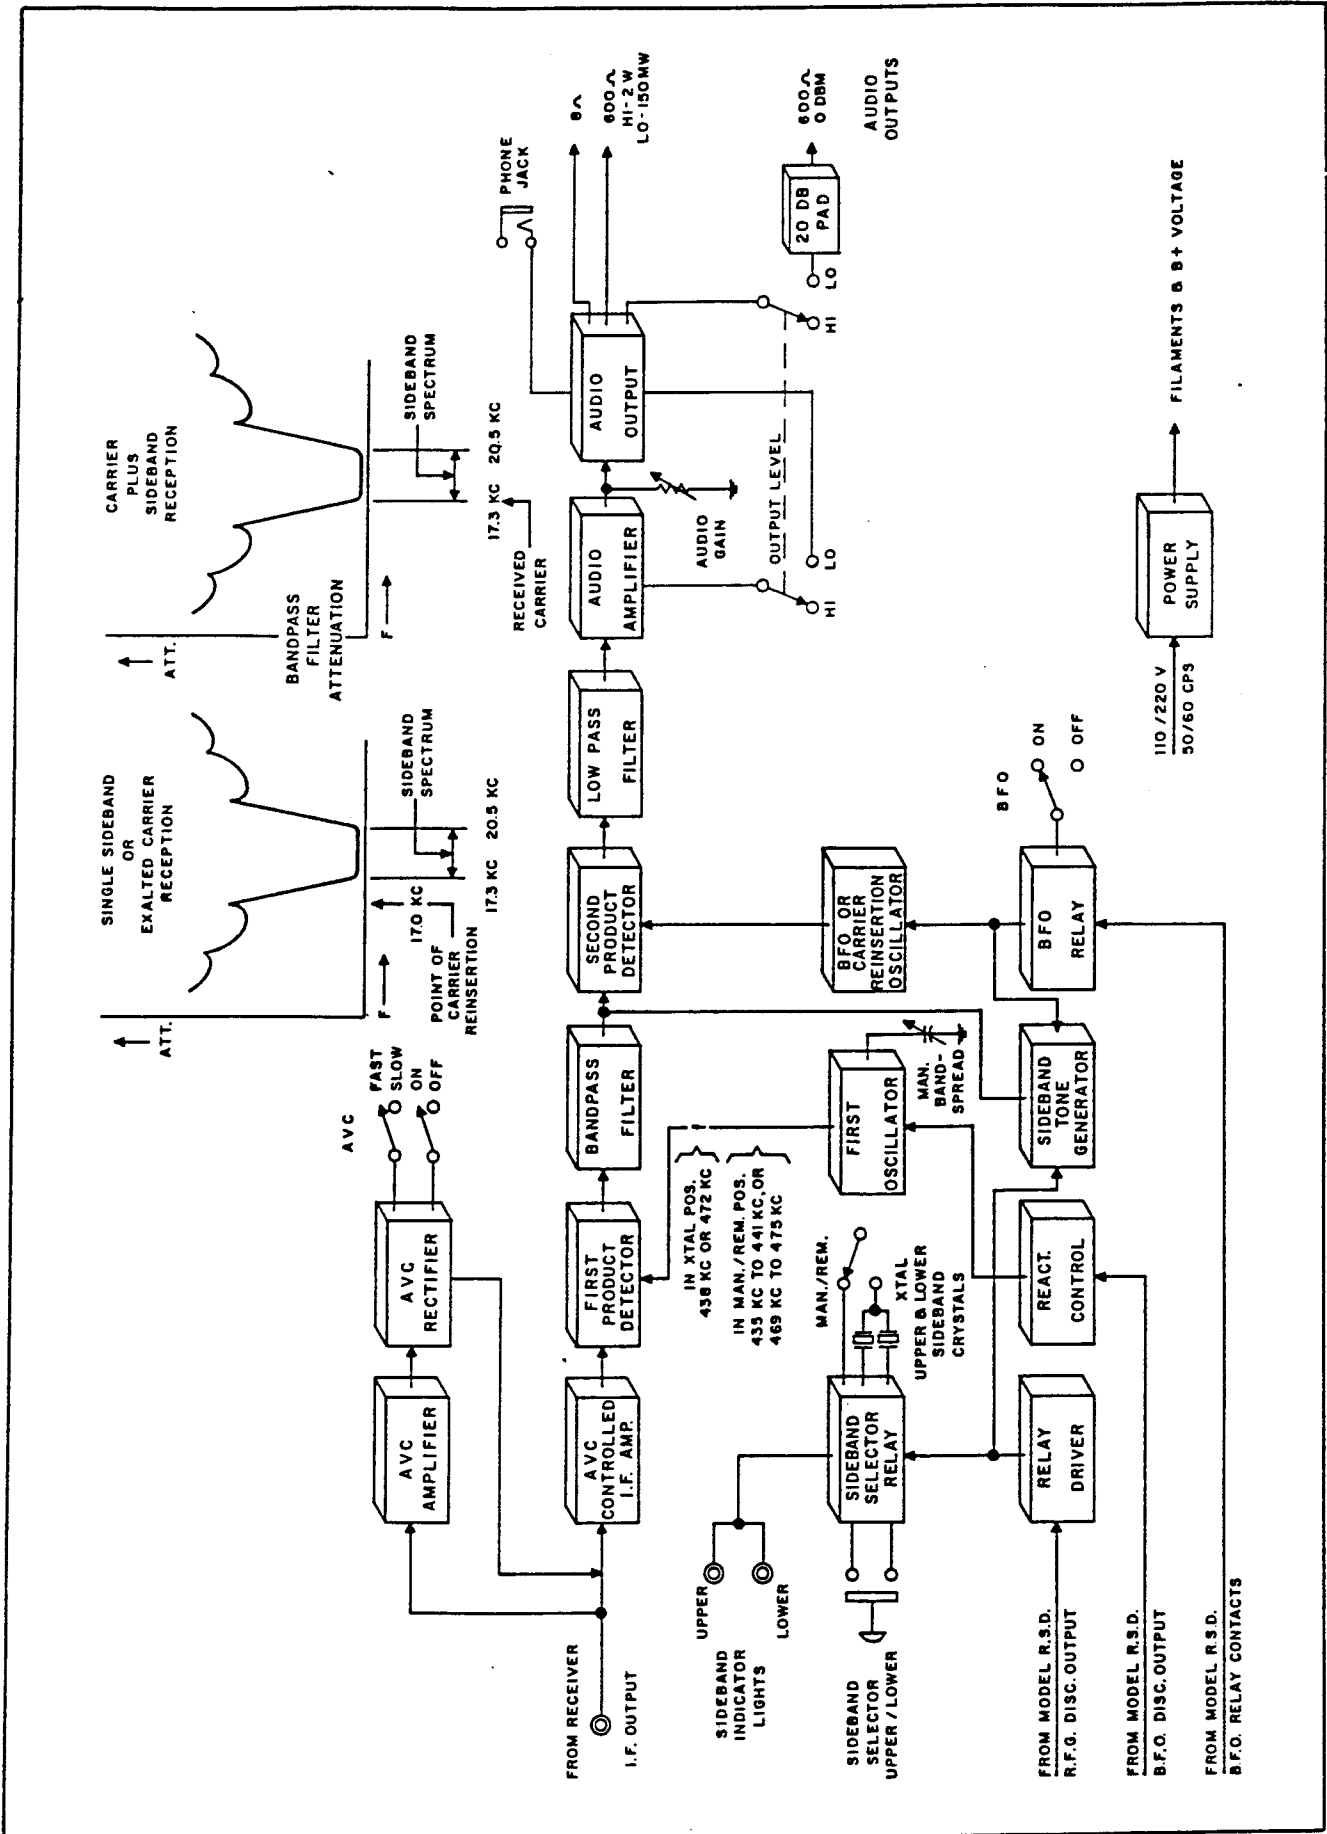 SINGLE SIDEBAND
OR
EXALTED CARRIER
RECEPTION
ATT.
F
17.0 KC
POINT OF
CARRIER
REINSERTION
17.3 KC 20.5 KC
SIDEBAND
SPECTRUM
BANDPASS
FILTER
ATTENUATION
CARRIER
PLUS
SIDEBAND
RECEPTION
ATT.
F
17.3 KC 20.5 KC
RECEIVED
CARRIER
SIDEBAND
SPECTRUM
AVC
FAST
SLOW
ON
OFF
AVC
AMPLIFIER
AVC
RECTIFIER
PHONE
JACK
FROM RECEIVER
I.F. OUTPUT
AVC
CONTROLLED
I.F. AMP.
FIRST
PRODUCT
DETECTOR
BANDPASS
FILTER
SECOND
PRODUCT
DETECTOR
LOW PASS
FILTER
AUDIO
AMPLIFIER
AUDIO
OUTPUT
8Ω
600Ω
HI-2 W
LO-150MW
AUDIO
GAIN
OUTPUT LEVEL
HI
LO
HI
LO
20 DB
PAD
600Ω
0 DBM
AUDIO
OUTPUTS
IN XTAL POS.
438 KC OR 472 KC
IN MAN./REM. POS.
435 KC TO 441 KC, OR
469 KC TO 475 KC
UPPER
LOWER
SIDEBAND
INDICATOR
LIGHTS
SIDEBAND
SELECTOR
UPPER/LOWER
SIDEBAND
SELECTOR
RELAY
MAN./REM.
XTAL
UPPER & LOWER
SIDEBAND
CRYSTALS
FIRST
OSCILLATOR
MAN.
BAND-
SPREAD
BFO OR
CARRIER
REINSERTION
OSCILLATOR
FROM MODEL R.S.D.
R.F.G. DISC. OUTPUT
RELAY
DRIVER
REACT.
CONTROL
SIDEBAND
TONE
GENERATOR
BFO
RELAY
BFO
ON
OFF
FROM MODEL R.S.D.
B.F.O. DISC. OUTPUT
FROM MODEL R.S.D.
B.F.O. RELAY CONTACTS
110/220 V
50/60 CPS
POWER
SUPPLY
FILAMENTS & B+ VOLTAGE